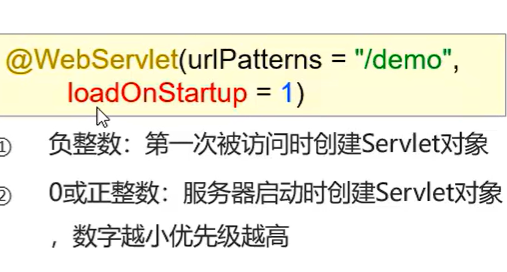 @WebServlet(urlPatterns = "/demo",
loadOnStartup = 1)
① 负整数：第一次被访问时创建Servlet对象
② 0或正整数：服务器启动时创建Servlet对象
，数字越小优先级越高